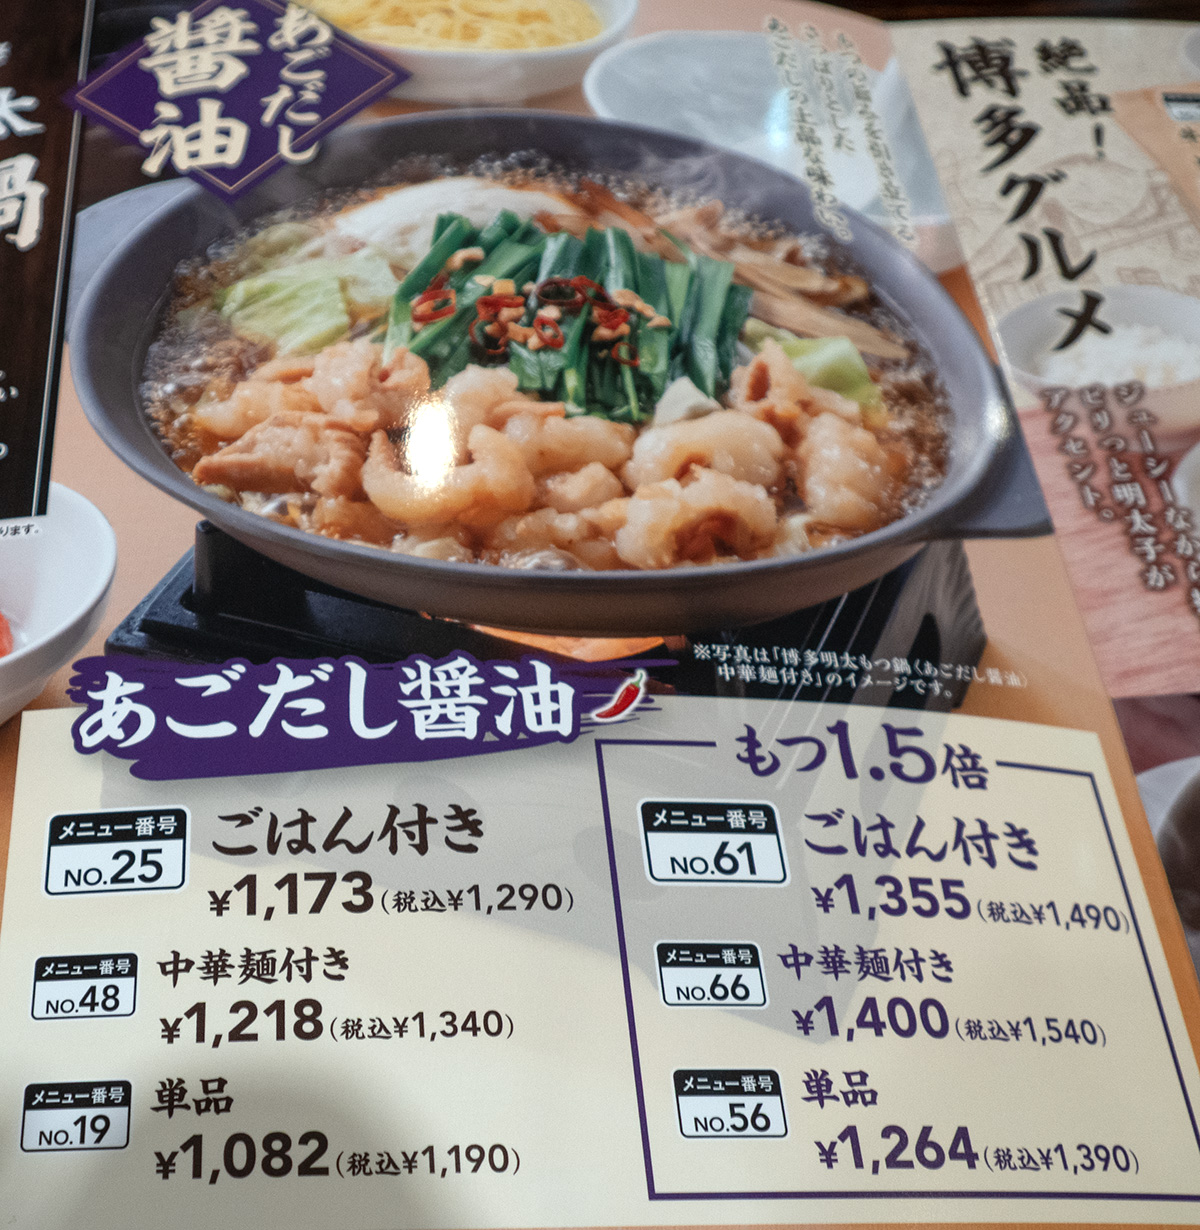 あごだし
醤油
もつの旨みを引き立てる
さっぱりとした
あごだしの上品な味わい。
絶品！
博多グルメ
太
鍋
ジューシーながらも
ピリっと明太子が
アクセント。
ります。
※写真は「博多明太もつ鍋〈あごだし醤油〉
中華麺付き」のイメージです。
あごだし醤油
メニュー番号
NO.25
ごはん付き
¥1,173(税込¥1,290)
メニュー番号
NO.48
中華麺付き
¥1,218(税込¥1,340)
メニュー番号
NO.19
単品
¥1,082(税込¥1,190)
もつ1.5倍
メニュー番号
NO.61
ごはん付き
¥1,355(税込¥1,490)
メニュー番号
NO.66
中華麺付き
¥1,400(税込¥1,540)
メニュー番号
NO.56
単品
¥1,264(税込¥1,390)